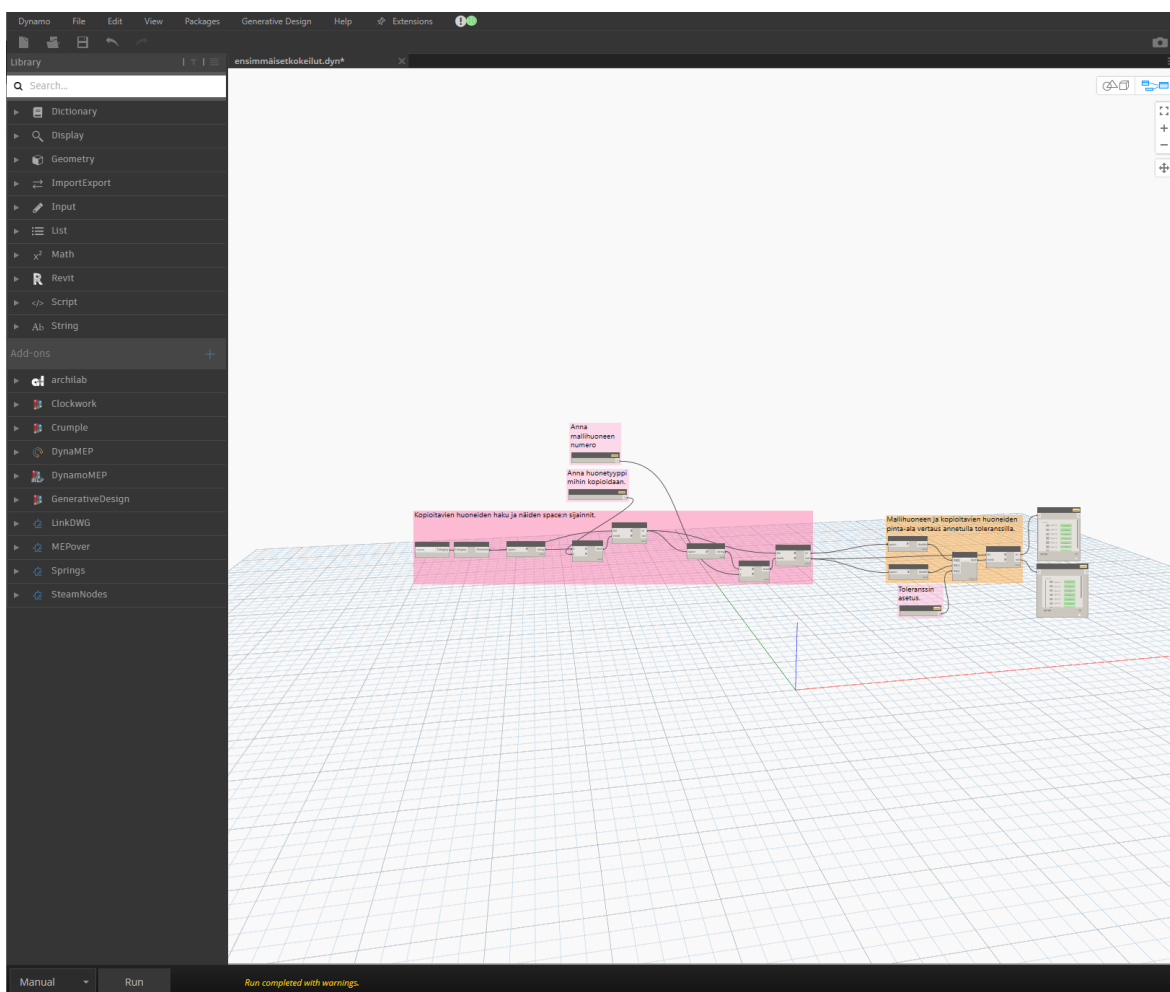 Dynamo File Edit View Packages Generative Design Help Extensions
Library
ensimmäisetkokeilut.dyn*
Search...
Dictionary
Display
Geometry
ImportExport
Input
List
Math
Revit
Script
String
Add-ons
archilab
Clockwork
Crumple
DynaMEP
DynamoMEP
GenerativeDesign
LinkDWG
MEPover
Springs
SteamNodes
Anna
mallihuoneen
numero
Anna huonetyyppi
mihin kopioidaan.
Kopioitavien huoneiden haku ja näiden space:n sijainnit.
Mallihuoneen ja kopioitavien huoneiden
pinta-ala vertaus annetulla toleranssilla.
Toleranssin
asetus.
Manual Run Run completed with warnings.